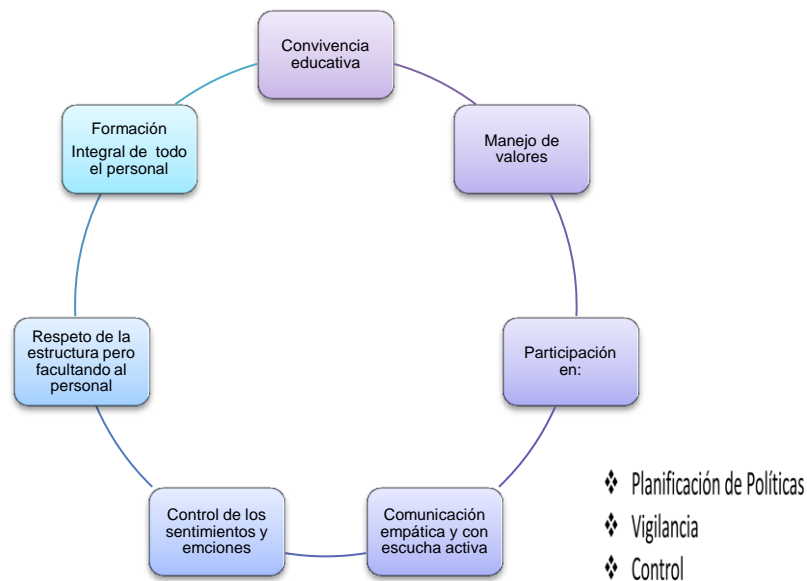 Convivencia
educativa
Manejo de
valores
Participación
en:
❖ Planificación de Políticas
❖ Vigilancia
❖ Control
Comunicación
empática y con
escucha activa
Control de los
sentimientos y
emciones
Respeto de la
estructura pero
facultando al
personal
Formación
Integral de todo
el personal